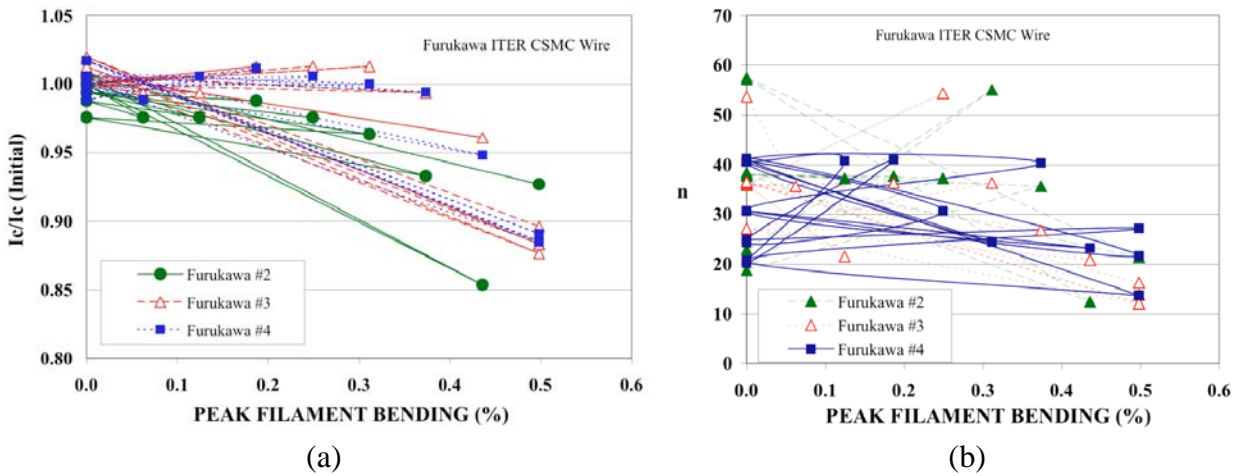 1.05
1.00
0.95
0.90
0.85
0.80
Ic/Ic (Initial)
Furukawa ITER CSMC Wire
Furukawa #2
Furukawa #3
Furukawa #4
0.0 0.1 0.2 0.3 0.4 0.5 0.6
PEAK FILAMENT BENDING (%)
(a)
70
60
50
40
30
20
10
0
n
Furukawa ITER CSMC Wire
Furukawa #2
Furukawa #3
Furukawa #4
0.0 0.1 0.2 0.3 0.4 0.5 0.6
PEAK FILAMENT BENDING (%)
(b)